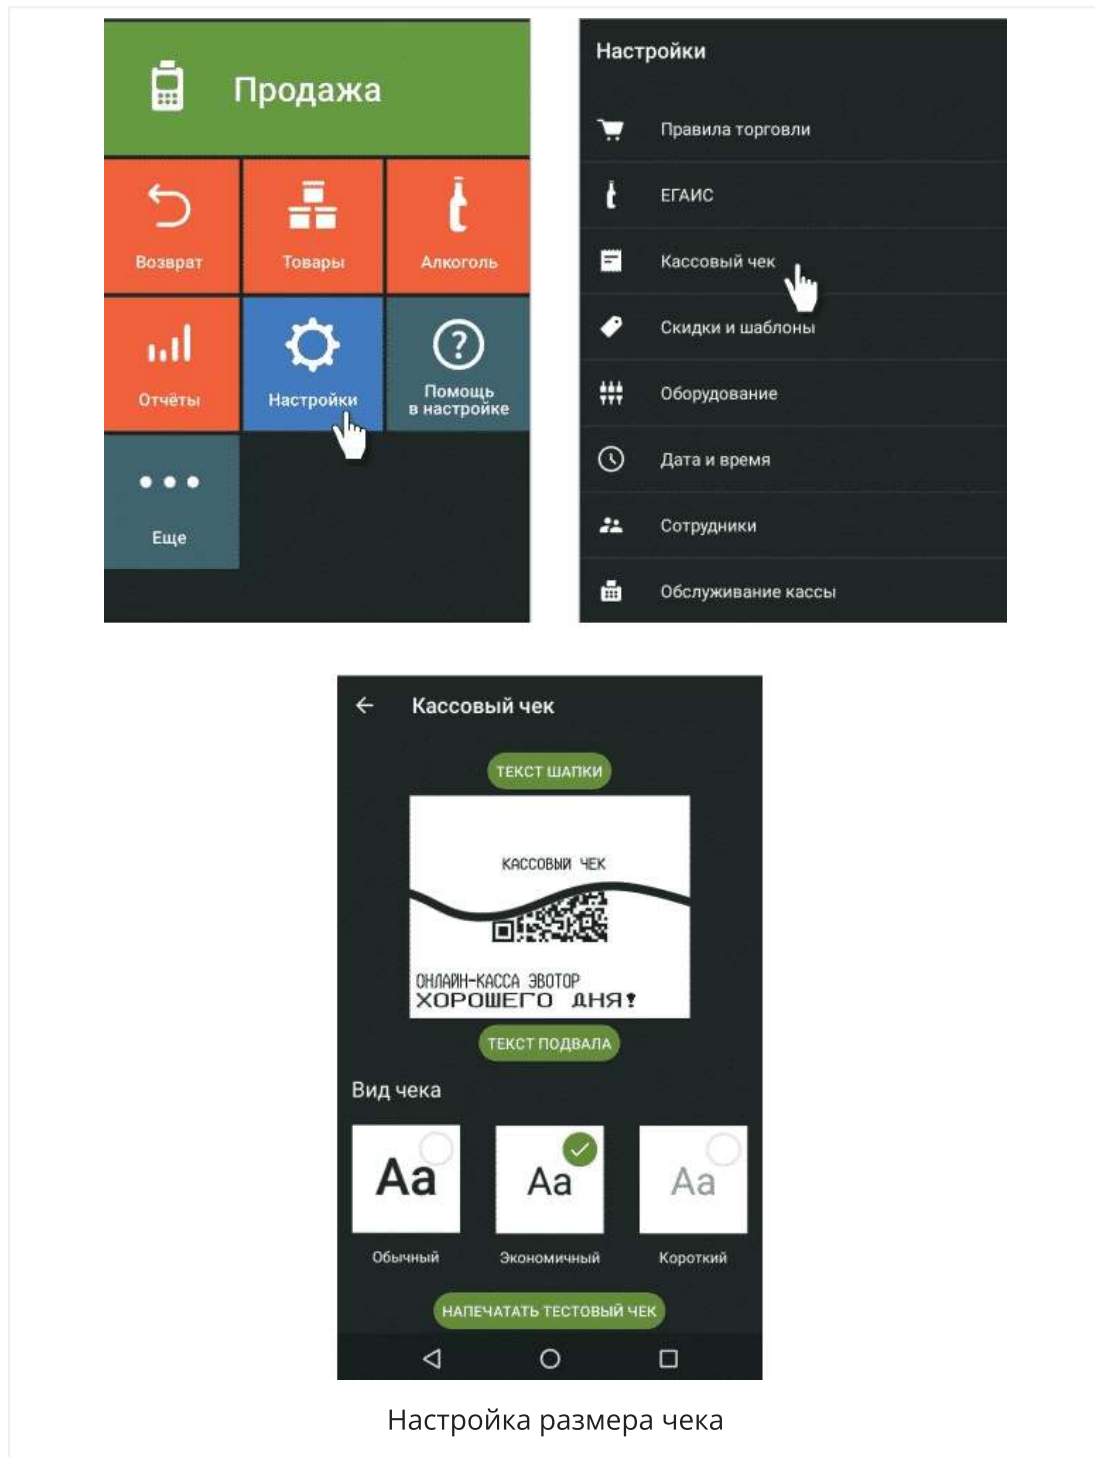 Продажа
Возврат
Товары
Алкоголь
Отчёты
Настройки
Помощь
в настройке
Еще
Настройки
Правила торговли
ЕГАИС
Кассовый чек
Скидки и шаблоны
Оборудование
Дата и время
Сотрудники
Обслуживание кассы
Кассовый чек
ТЕКСТ ШАПКИ
КАССОВЫЙ ЧЕК
ОНЛАЙН-КАССА ЭВОТОР
ХОРОШЕГО ДНЯ!
ТЕКСТ ПОДВАЛА
Вид чека
Aa
Aa
Aa
Обычный
Экономичный
Короткий
НАПЕЧАТАТЬ ТЕСТОВЫЙ ЧЕК
Настройка размера чека